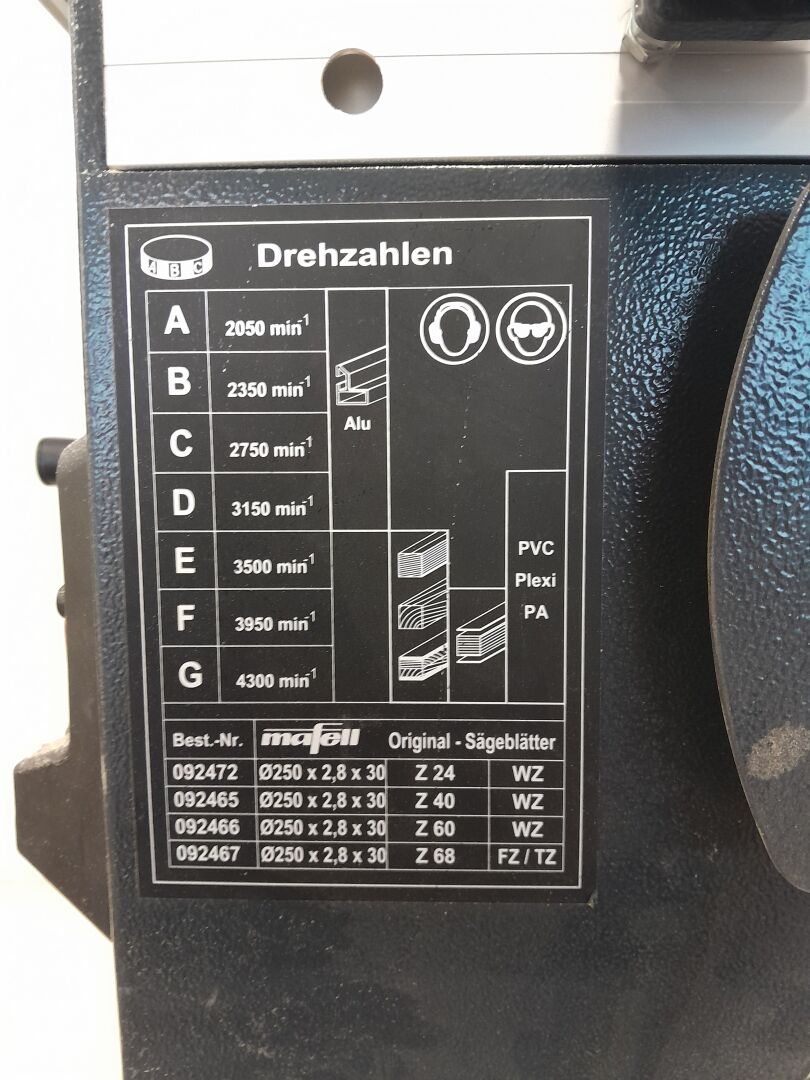 A B C
Drehzahlen
A 2050 min-1
B 2350 min-1
Alu
C 2750 min-1
D 3150 min-1
E 3500 min-1
PVC
Plexi
PA
F 3950 min-1
G 4300 min-1
Best.-Nr. mafell Original - Sägeblätter
092472 Ø250 x 2,8 x 30 Z 24 WZ
092465 Ø250 x 2,8 x 30 Z 40 WZ
092466 Ø250 x 2,8 x 30 Z 60 WZ
092467 Ø250 x 2,8 x 30 Z 68 FZ / TZ